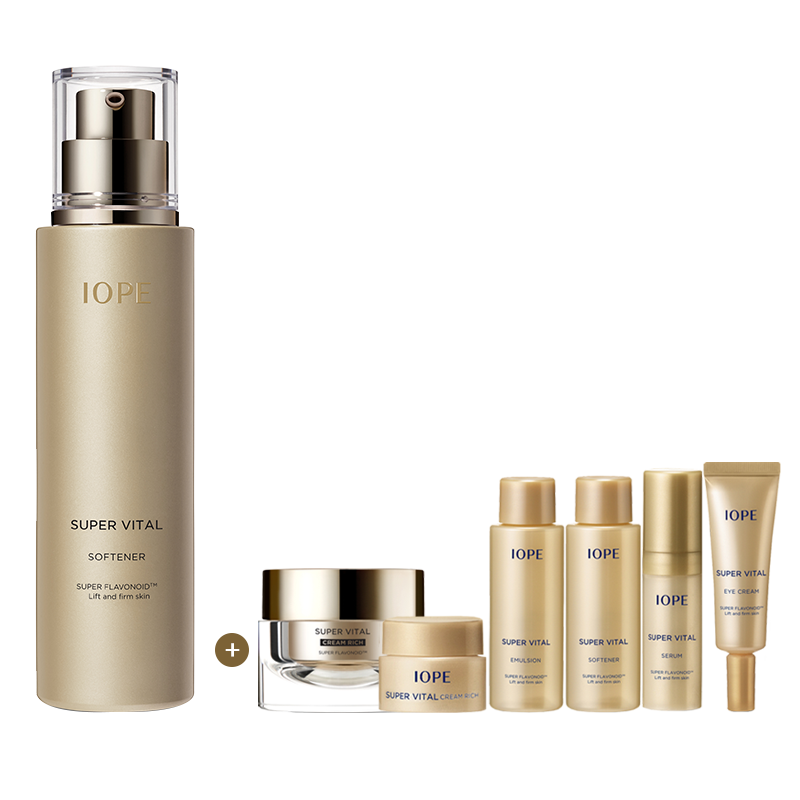 IOPE
SUPER VITAL
SOFTENER
SUPER FLAVONOID™
Lift and firm skin
+
SUPER VITAL
CREAM RICH
SUPER FLAVONOID™
IOPE
SUPER VITAL CREAM RICH
IOPE
SUPER VITAL
EMULSION
SUPER FLAVONOID™
Lift and firm skin
IOPE
SUPER VITAL
SOFTENER
SUPER FLAVONOID™
Lift and firm skin
IOPE
SUPER VITAL
SERUM
SUPER FLAVONOID™
Lift and firm skin
IOPE
SUPER VITAL
EYE CREAM
SUPER FLAVONOID™
Lift and firm skin